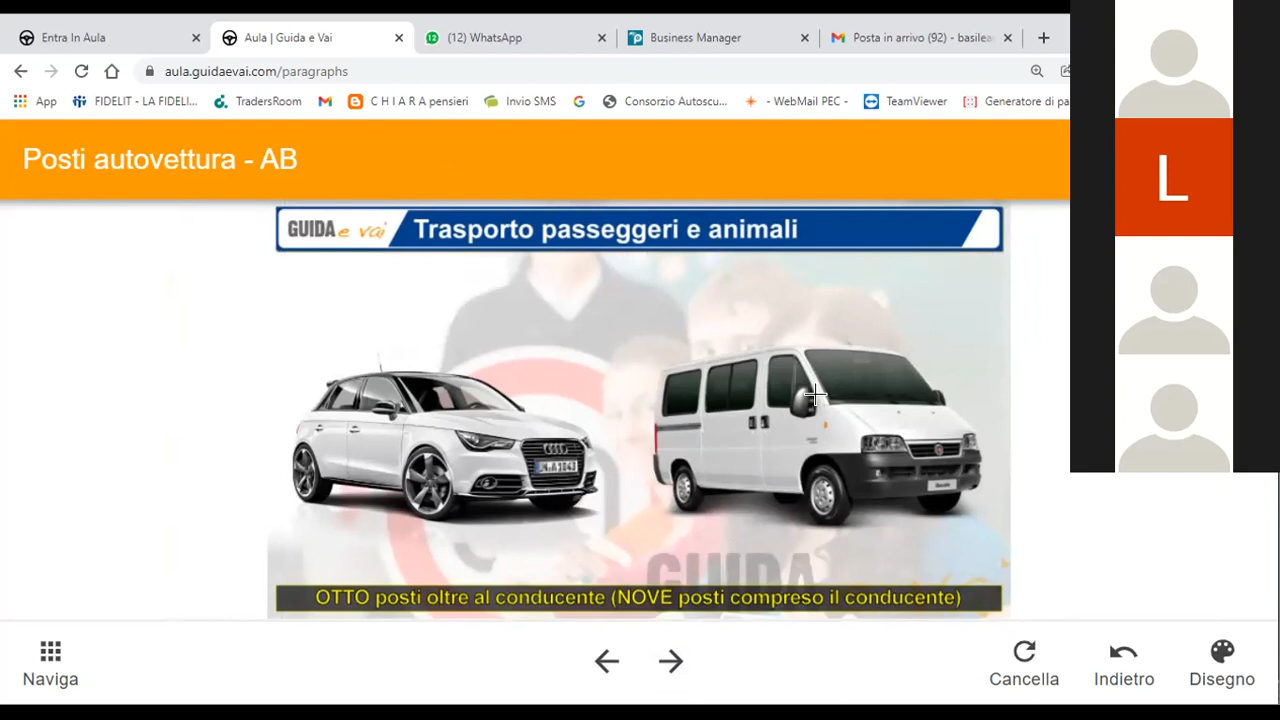 Entra In Aula
Aula | Guida e Vai
(12) WhatsApp
Business Manager
Posta in arrivo (92) - basilea
aula.guidaevai.com/paragraphs
App
FIDELIT - LA FIDELI...
TradersRoom
C H I A R A pensieri
Invio SMS
Consorzio Autoscu...
- WebMail PEC -
TeamViewer
Generatore di pa
Posti autovettura - AB
L
GUIDA e vai
Trasporto passeggeri e animali
GUIDA
OTTO posti oltre al conducente (NOVE posti compreso il conducente)
Naviga
Cancella
Indietro
Disegno